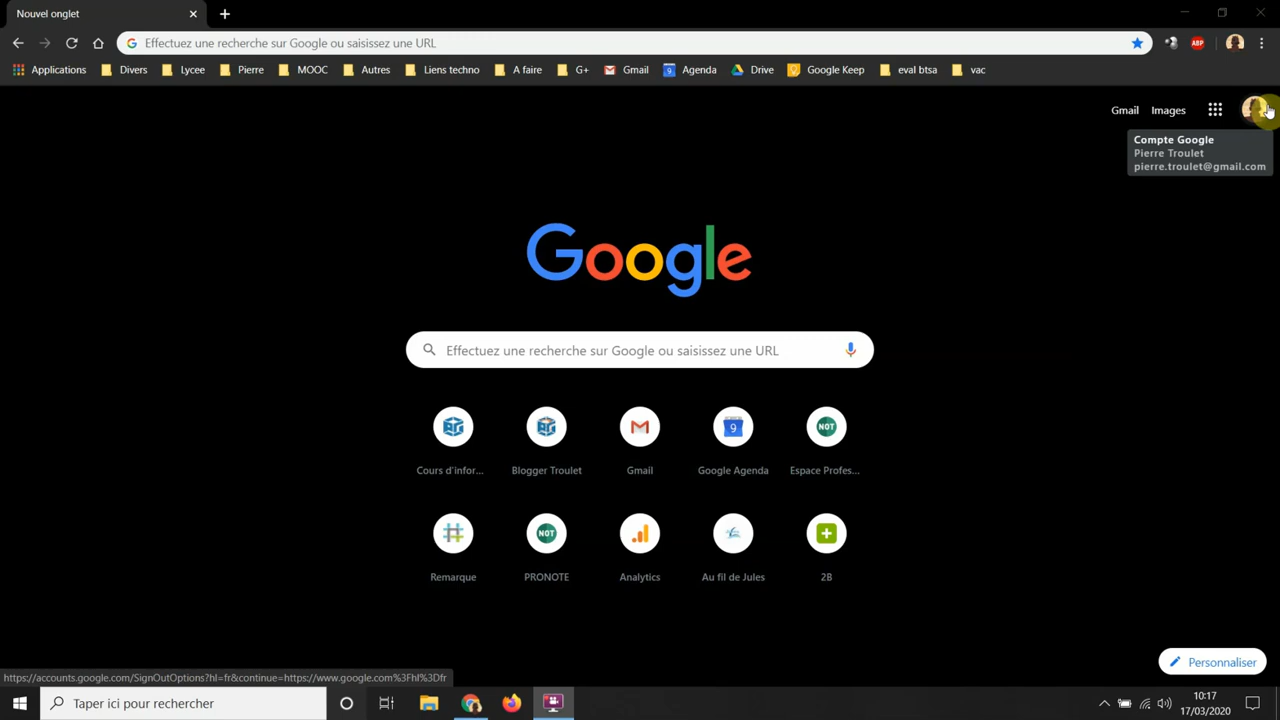 Nouvel onglet
Effectuez une recherche sur Google ou saisissez une URL
ABP
Applications Divers Lycee Pierre MOOC Autres Liens techno A faire G+ Gmail 9 Agenda Drive Google Keep eval btsa vac
Gmail Images
Compte Google
Pierre Troulet
pierre.troulet@gmail.com
Google
Effectuez une recherche sur Google ou saisissez une URL
9 NOT
Cours d'infor... Blogger Troulet Gmail Google Agenda Espace Profes...
NOT
Remarque PRONOTE Analytics Au fil de Jules 2B
Personnaliser
https://accounts.google.com/SignOutOptions?hl=fr&continue=https://www.google.com%3Fhl%3Dfr
Taper ici pour rechercher
10:17
17/03/2020